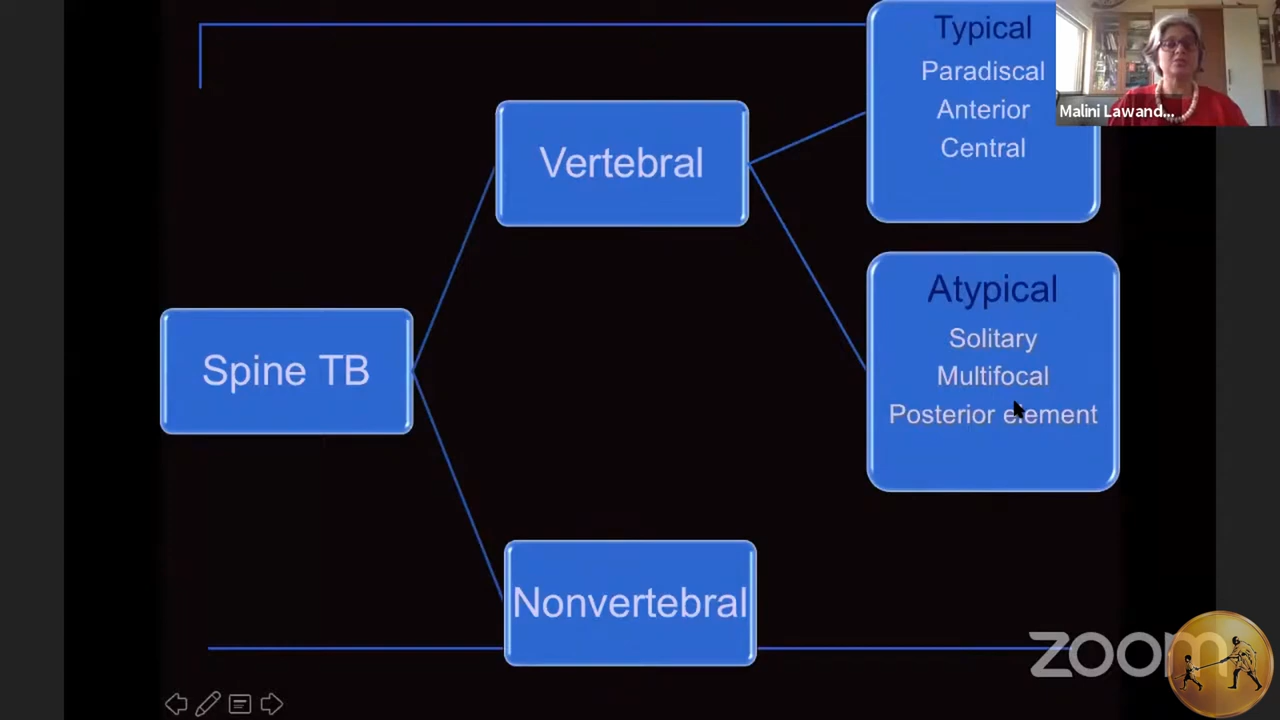 Typical
Paradiscal
Anterior
Central
Malini Lawand...
Vertebral
Atypical
Solitary
Multifocal
Posterior element
Spine TB
Nonvertebral
zoom